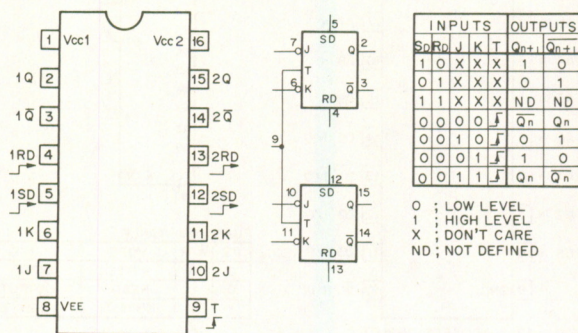 1 Vcc1 Vcc2 16
1Q 2 15 2Q
1Q̅ 3 14 2Q̅
1RD 4 13 2RD
1SD 5 12 2SD
1K 6 11 2K
1J 7 10 2J
8 VEE 9 T
5
SD
7 J Q 2
T
6 K Q̅ 3
RD
4
9
12
SD
10 J Q 15
T
11 K Q̅ 14
RD
13
INPUTS OUTPUTS
SD RD J K T Qn+1 Q̅n+1
1 0 X X X 1 0
0 1 X X X 0 1
1 1 X X X ND ND
0 0 0 0 Q̅n Qn
0 0 1 0 0 1
0 0 0 1 1 0
0 0 1 1 Qn Q̅n
0 ; LOW LEVEL
1 ; HIGH LEVEL
X ; DON'T CARE
ND ; NOT DEFINED